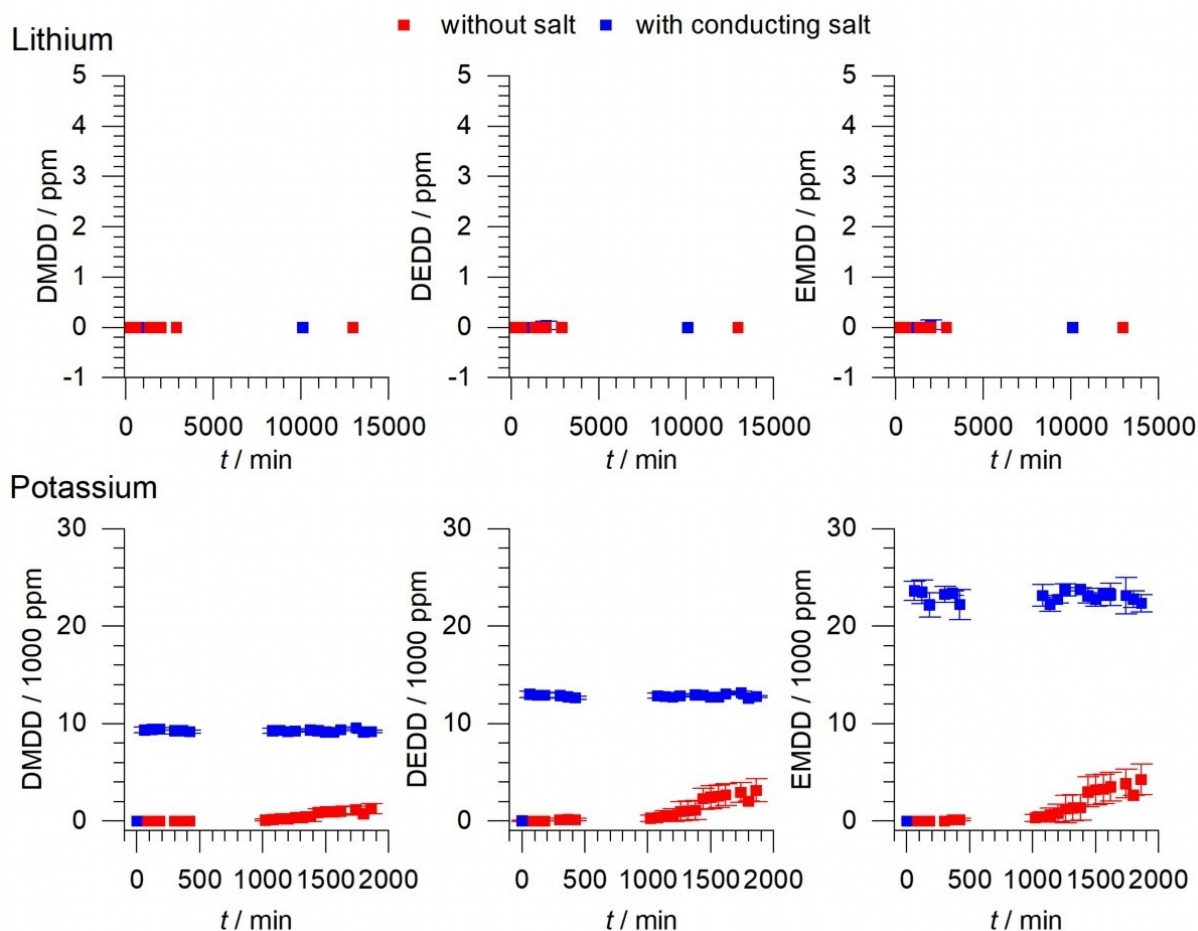 without salt with conducting salt
Lithium
5 5 5
4 4 4
3 3 3
2 2 2
1 1 1
0 0 0
-1 -1 -1
DMDD / ppm DEDD / ppm EMDD / ppm
0 5000 10000 15000 0 5000 10000 15000 0 5000 10000 15000
t / min t / min t / min
Potassium
30 30 30
20 20 20
10 10 10
0 0 0
DMDD / 1000 ppm DEDD / 1000 ppm EMDD / 1000 ppm
0 500 1000 1500 2000 0 500 1000 1500 2000 0 500 1000 1500 2000
t / min t / min t / min